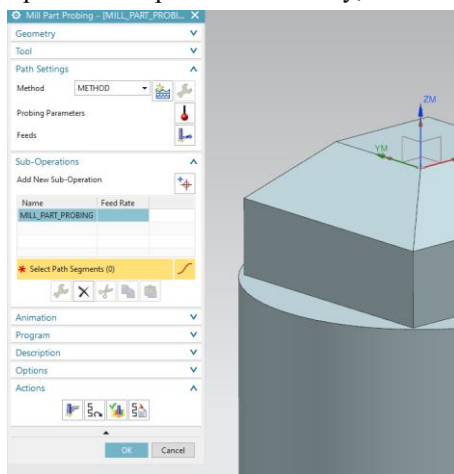 Mill Part Probing - [MILL_PART_PROBI... X
Geometry
Tool
Path Settings
Method METHOD
Probing Parameters
Feeds
Sub-Operations
Add New Sub-Operation
Name Feed Rate
MILL_PART_PROBING
* Select Path Segments (0)
Animation
Program
Description
Options
Actions
OK Cancel
ZM
YM